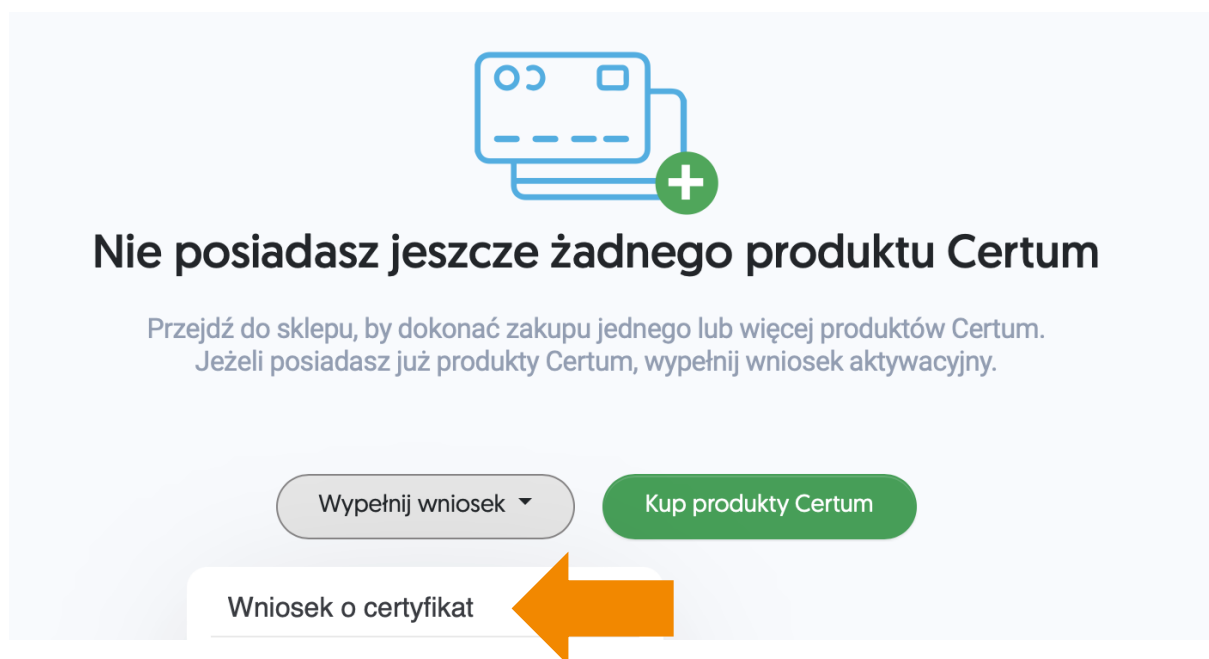 Nie posiadasz jeszcze żadnego produktu Certum
Przejdź do sklepu, by dokonać zakupu jednego lub więcej produktów Certum.
Jeżeli posiadasz już produkty Certum, wypełnij wniosek aktywacyjny.
Wypełnij wniosek
Kup produkty Certum
Wniosek o certyfikat